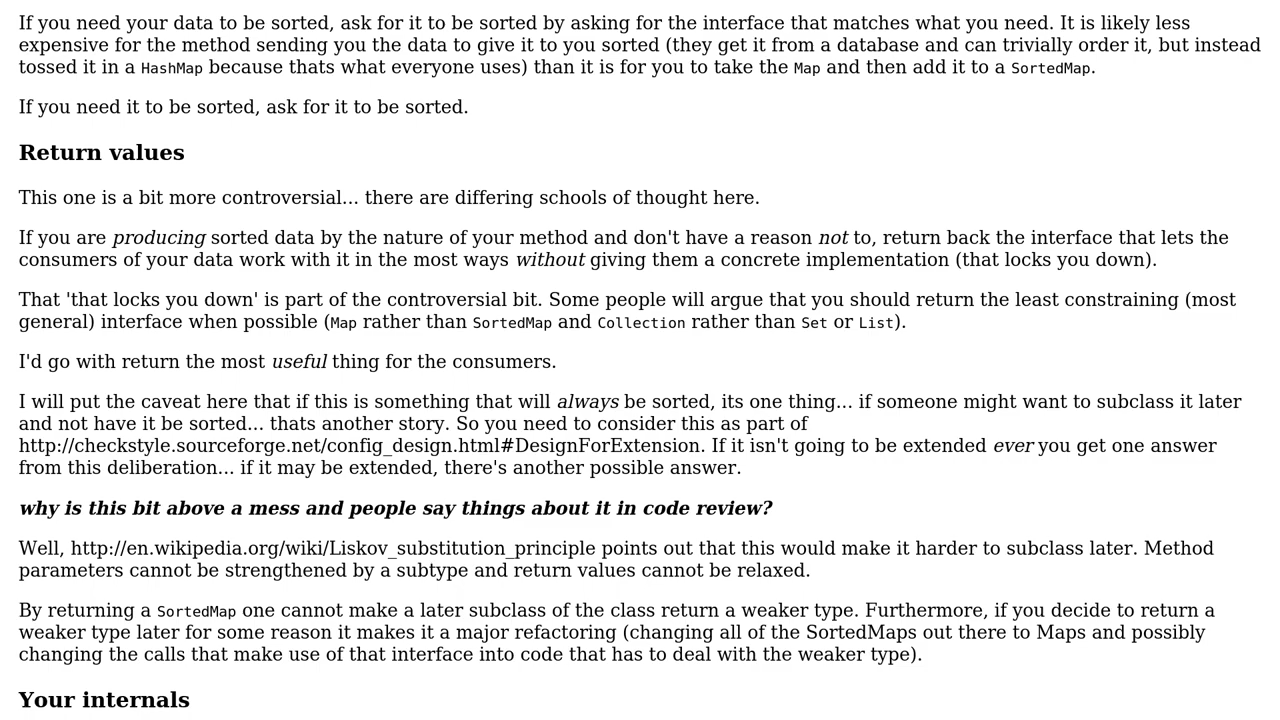 If you need your data to be sorted, ask for it to be sorted by asking for the interface that matches what you need. It is likely less
expensive for the method sending you the data to give it to you sorted (they get it from a database and can trivially order it, but instead
tossed it in a HashMap because thats what everyone uses) than it is for you to take the Map and then add it to a SortedMap.
If you need it to be sorted, ask for it to be sorted.
Return values
This one is a bit more controversial... there are differing schools of thought here.
If you are producing sorted data by the nature of your method and don't have a reason not to, return back the interface that lets the
consumers of your data work with it in the most ways without giving them a concrete implementation (that locks you down).
That 'that locks you down' is part of the controversial bit. Some people will argue that you should return the least constraining (most
general) interface when possible (Map rather than SortedMap and Collection rather than Set or List).
I'd go with return the most useful thing for the consumers.
I will put the caveat here that if this is something that will always be sorted, its one thing... if someone might want to subclass it later
and not have it be sorted... thats another story. So you need to consider this as part of
http://checkstyle.sourceforge.net/config_design.html#DesignForExtension. If it isn't going to be extended ever you get one answer
from this deliberation... if it may be extended, there's another possible answer.
why is this bit above a mess and people say things about it in code review?
Well, http://en.wikipedia.org/wiki/Liskov_substitution_principle points out that this would make it harder to subclass later. Method
parameters cannot be strengthened by a subtype and return values cannot be relaxed.
By returning a SortedMap one cannot make a later subclass of the class return a weaker type. Furthermore, if you decide to return a
weaker type later for some reason it makes it a major refactoring (changing all of the SortedMaps out there to Maps and possibly
changing the calls that make use of that interface into code that has to deal with the weaker type).
Your internals